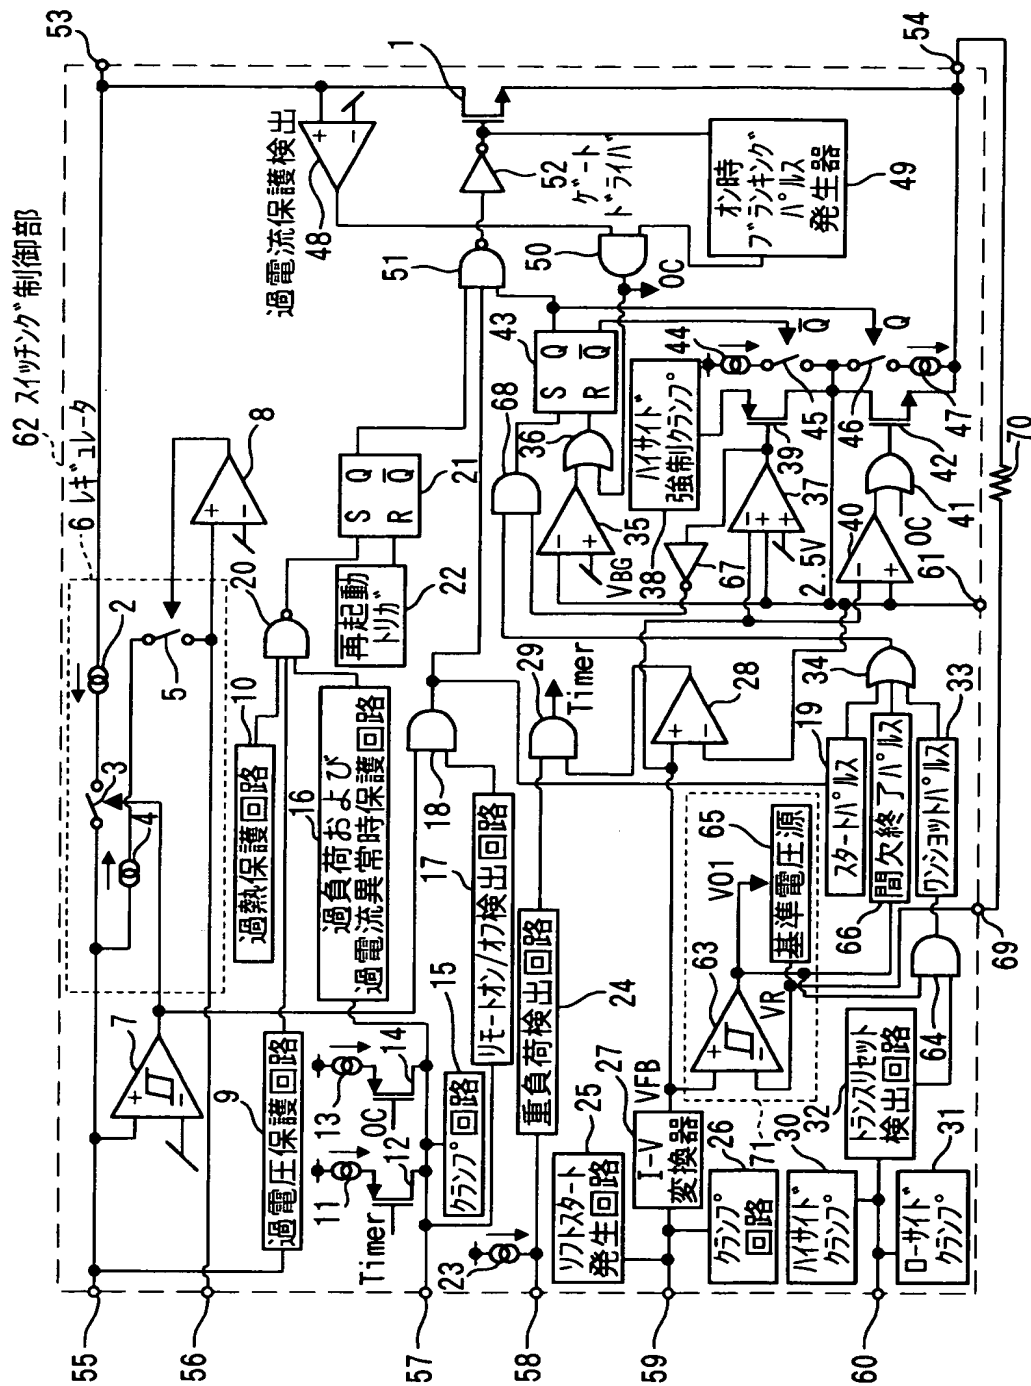 62 スイッチング制御部
6 レギュレータ
53
55
2
3
4
5
7
8
56
過電流保護検出
48
1
過熱保護回路
10
20
9
過電圧保護回路
16
過負荷および
過電流異常時保護回路
再起動
トリガ
22
S
Q
R
Q̄
21
11
13
OC
14
12
Timer
クランプ回路
15
17
リモートオン/オフ検出回路
18
57
51
52
ゲート
ドライバ
50
OC
オン時
ブランキング
パルス
発生器
49
23
58
重負荷検出回路
24
29
Timer
28
68
43
S
Q
R
Q̄
36
35
VBG
ソフトスタート
発生回路
25
I-V
変換器
27
VFB
59
クランプ
回路
26
71
63
VO1
65
基準電圧源
VR
ハイサイド
強制クランプ
38
44
45
Q̄
Q
46
47
67
39
37
2.5V
42
40
41
OC
61
19
34
スタートパルス
間欠終了パルス
66
ワンショットパルス
33
ハイサイド
クランプ
30
32
トランスリセット
検出回路
64
60
ローサイド
クランプ
31
69
70
54